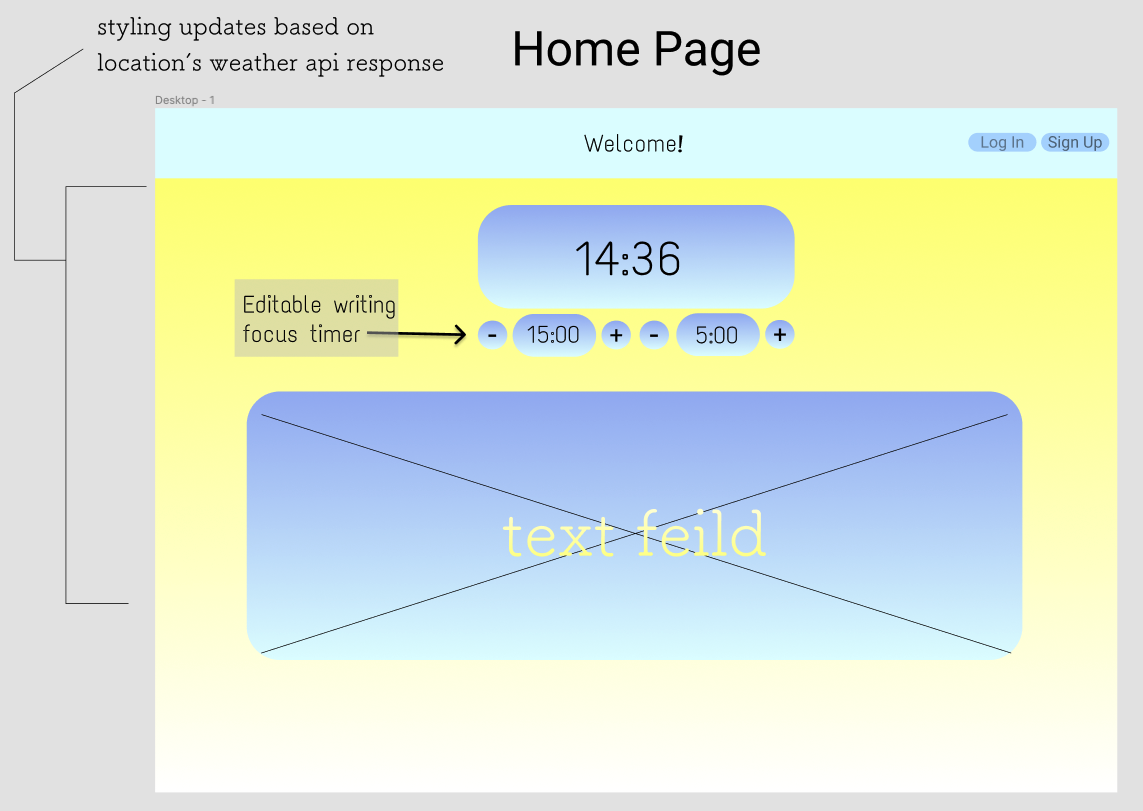 styling updates based on
location´s weather api response
Home Page
Desktop - 1
Welcome!
Log In
Sign Up
14:36
Editable writing
focus timer
- 15:00 + - 5:00 +
text feild